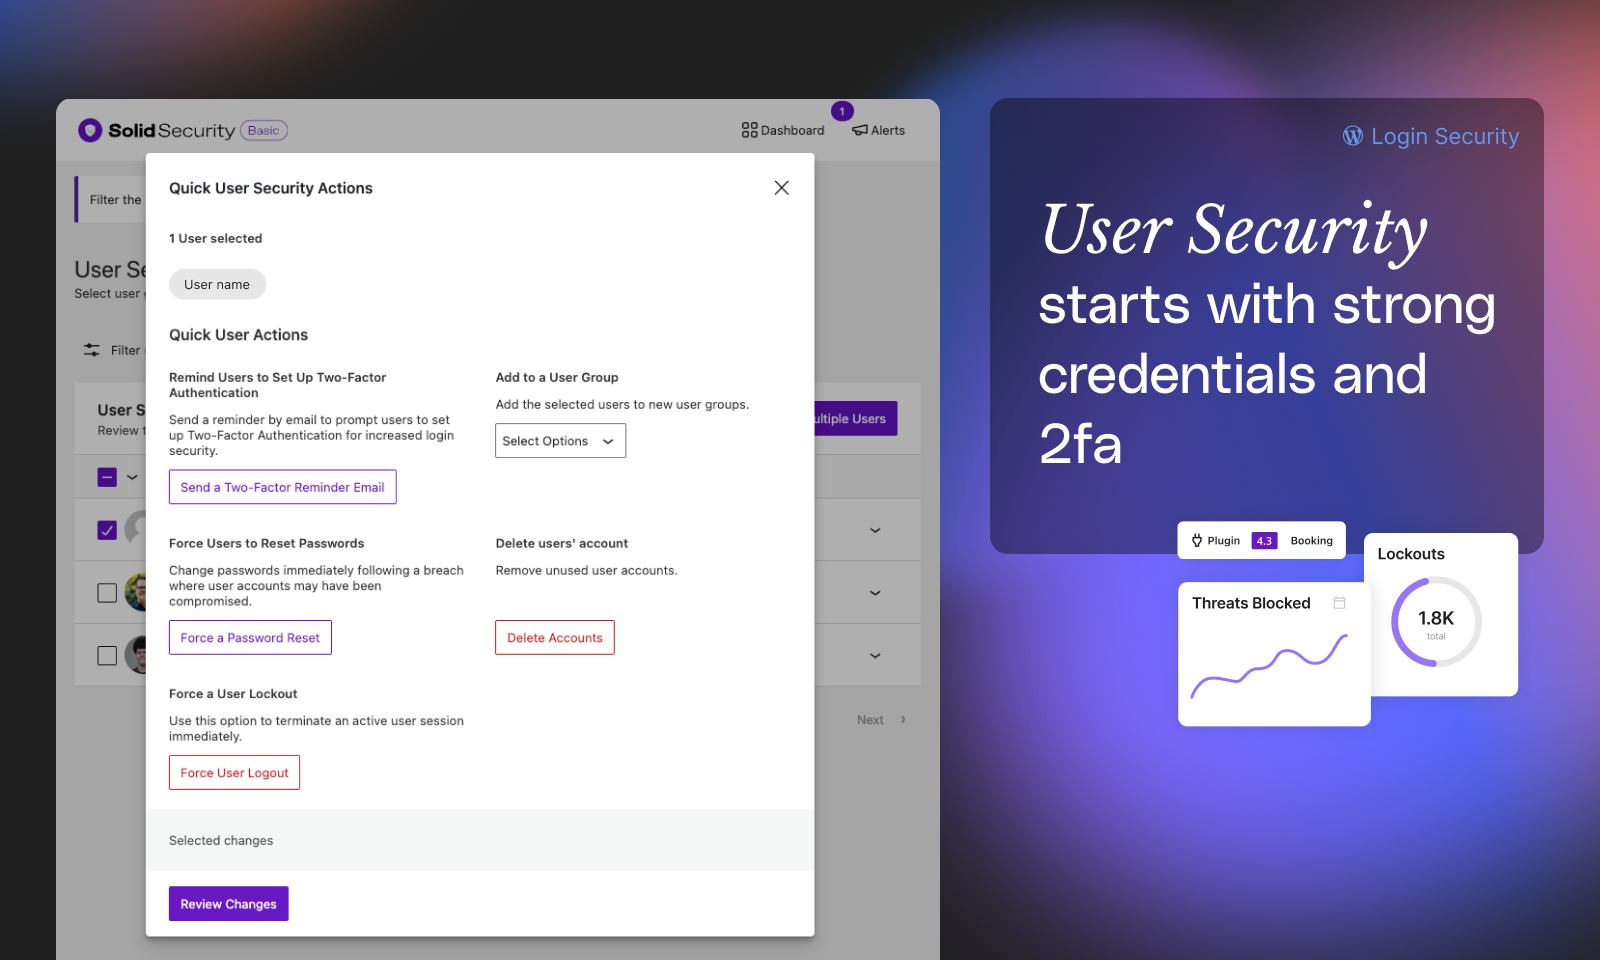 SolidSecurity Basic
Dashboard
1
Alerts
Filter the
User Se
Select user
Filter
User S
Review t
ultiple Users
Next
Quick User Security Actions
1 User selected
User name
Quick User Actions
Remind Users to Set Up Two-Factor
Authentication
Send a reminder by email to prompt users to set
up Two-Factor Authentication for increased login
security.
Send a Two-Factor Reminder Email
Add to a User Group
Add the selected users to new user groups.
Select Options
Force Users to Reset Passwords
Change passwords immediately following a breach
where user accounts may have been
compromised.
Force a Password Reset
Delete users' account
Remove unused user accounts.
Delete Accounts
Force a User Lockout
Use this option to terminate an active user session
immediately.
Force User Logout
Selected changes
Review Changes
Login Security
User Security
starts with strong
credentials and
2fa
Plugin 4.3 Booking
Lockouts
1.8K
total
Threats Blocked